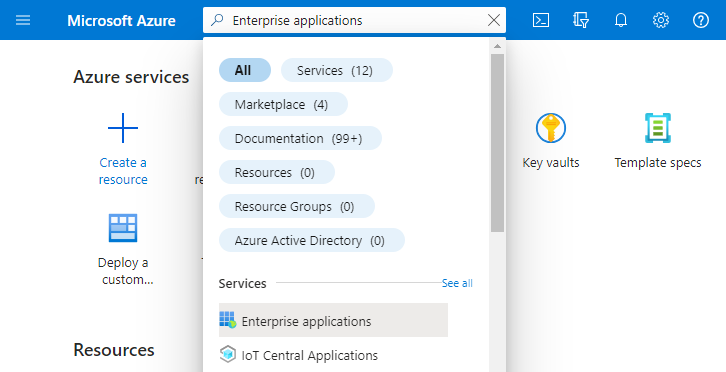 Microsoft Azure
Enterprise applications
Azure services
All
Services (12)
Marketplace (4)
Documentation (99+)
Resources (0)
Resource Groups (0)
Azure Active Directory (0)
Create a
resource
Key vaults
Template specs
Deploy a
custom...
Services
See all
Enterprise applications
IoT Central Applications
Resources